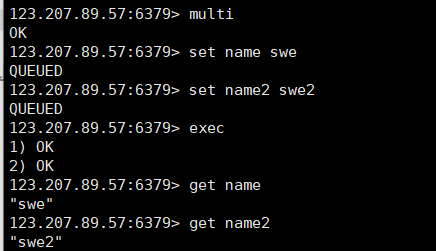 123.207.89.57:6379> multi
OK
123.207.89.57:6379> set name swe
QUEUED
123.207.89.57:6379> set name2 swe2
QUEUED
123.207.89.57:6379> exec
1) OK
2) OK
123.207.89.57:6379> get name
"swe"
123.207.89.57:6379> get name2
"swe2"